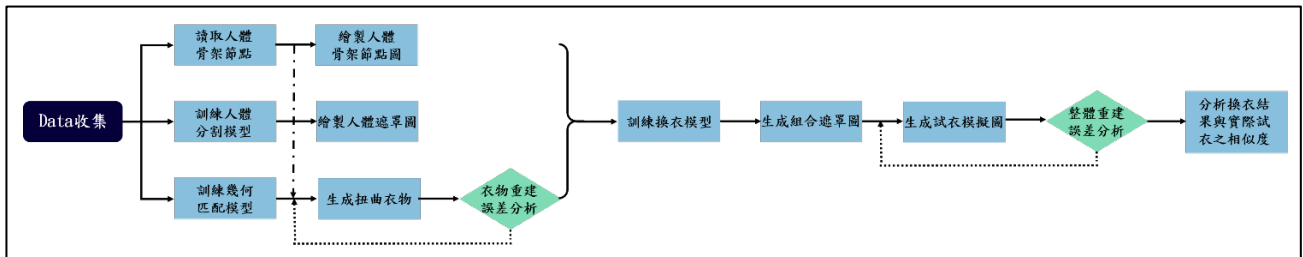 Data收集
讀取人體
骨架節點
繪製人體
骨架節點圖
訓練人體
分割模型
繪製人體遮罩圖
訓練幾何
匹配模型
生成扭曲衣物
衣物重建
誤差分析
訓練換衣模型
生成組合遮罩圖
生成試衣模擬圖
整體重建
誤差分析
分析換衣結
果與實際試
衣之相似度